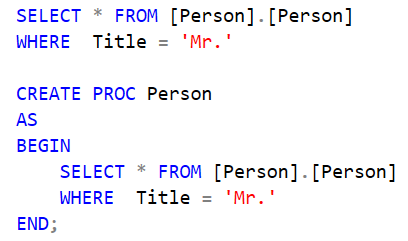 SELECT * FROM [Person].[Person]
WHERE  Title = 'Mr.'

CREATE PROC Person
AS
BEGIN
    SELECT * FROM [Person].[Person]
    WHERE  Title = 'Mr.'
END;